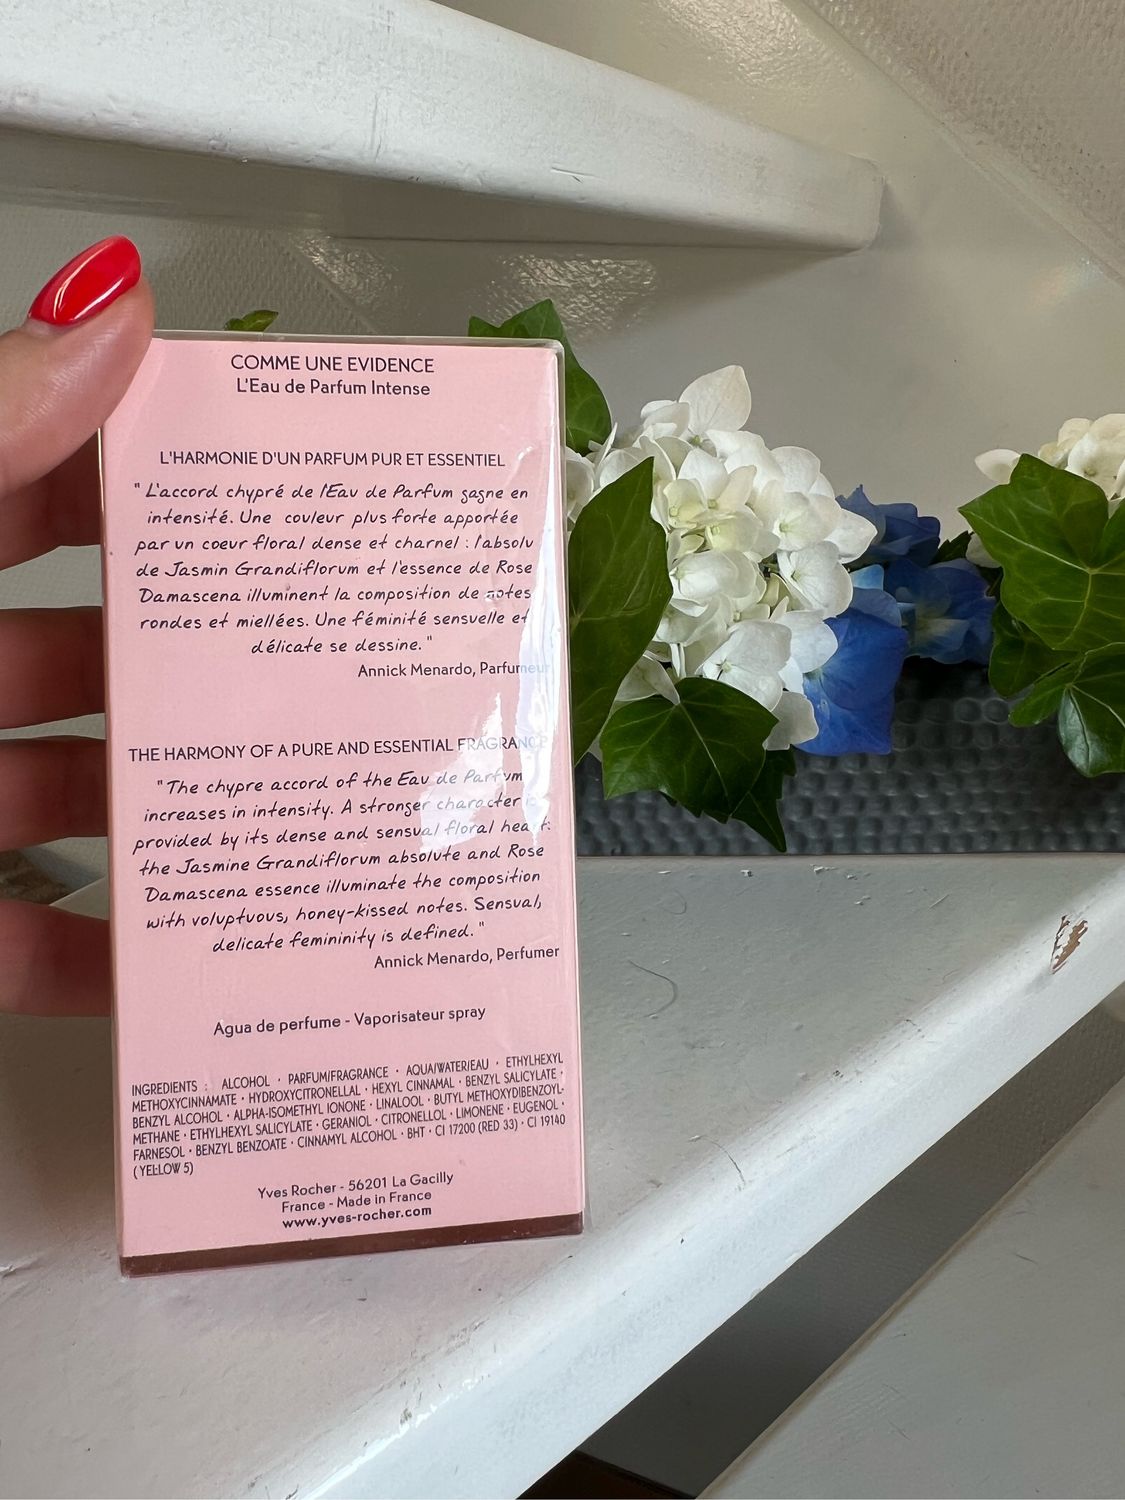 COMME UNE EVIDENCE
L'Eau de Parfum Intense
L'HARMONIE D'UN PARFUM PUR ET ESSENTIEL
" L'accord chypré de l'Eau de Parfum gagne en
intensité. Une couleur plus forte apportée
par un coeur floral dense et charnel : l'absolu
de Jasmin Grandiflorum et l'essence de Rose
Damascena illuminent la composition de notes
rondes et miellées. Une féminité sensuelle et
délicate se dessine. "
Annick Menardo, Parfumeur
THE HARMONY OF A PURE AND ESSENTIAL FRAGRANCE
" The chypre accord of the Eau de Parfum
increases in intensity. A stronger character is
provided by its dense and sensual floral heart:
the Jasmine Grandiflorum absolute and Rose
Damascena essence illuminate the composition
with voluptuous, honey-kissed notes. Sensual,
delicate femininity is defined. "
Annick Menardo, Perfumer
Agua de perfume - Vaporisateur spray
INGREDIENTS : ALCOHOL · PARFUM/FRAGRANCE · AQUA/WATER/EAU · ETHYLHEXYL
METHOXYCINNAMATE · HYDROXYCITRONELLAL · HEXYL CINNAMAL · BENZYL SALICYLATE ·
BENZYL ALCOHOL · ALPHA-ISOMETHYL IONONE · LINALOOL · BUTYL METHOXYDIBENZOYL-
METHANE · ETHYLHEXYL SALICYLATE · GERANIOL · CITRONELLOL · LIMONENE · EUGENOL ·
FARNESOL · BENZYL BENZOATE · CINNAMYL ALCOHOL · BHT · CI 17200 (RED 33) · CI 19140
( YELLOW 5)
Yves Rocher - 56201 La Gacilly
France - Made in France
www.yves-rocher.com